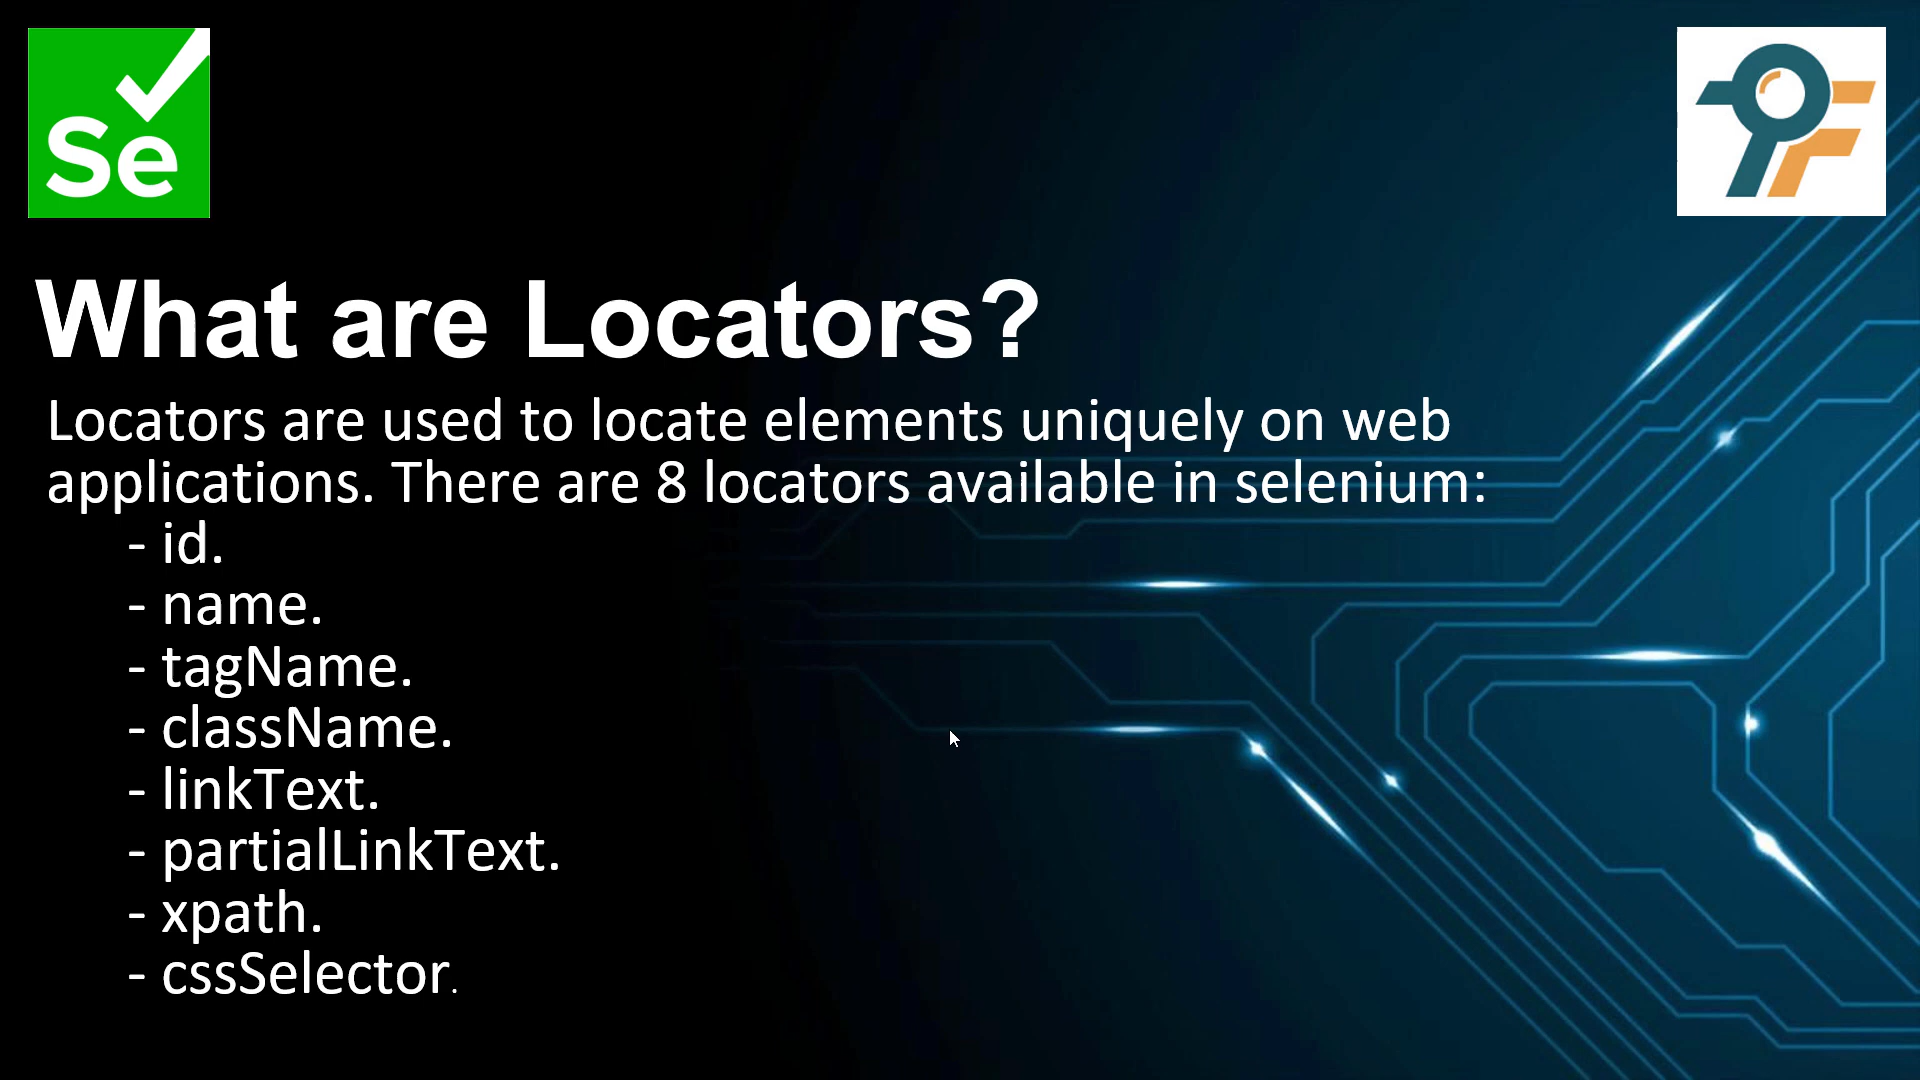 Se
What are Locators?
Locators are used to locate elements uniquely on web
applications. There are 8 locators available in selenium:
- id.
- name.
- tagName.
- className.
- linkText.
- partialLinkText.
- xpath.
- cssSelector.